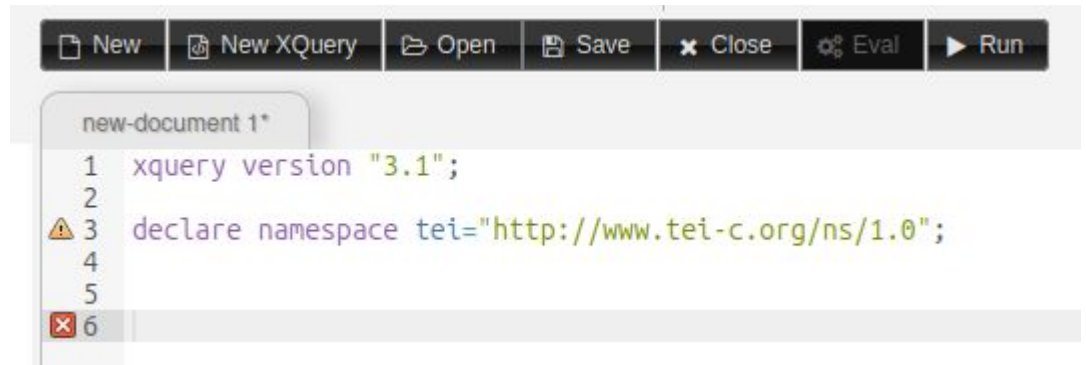 New New XQuery Open Save Close Eval Run
new-document 1*
1 xquery version "3.1";
2
3 declare namespace tei="http://www.tei-c.org/ns/1.0";
4
5
6